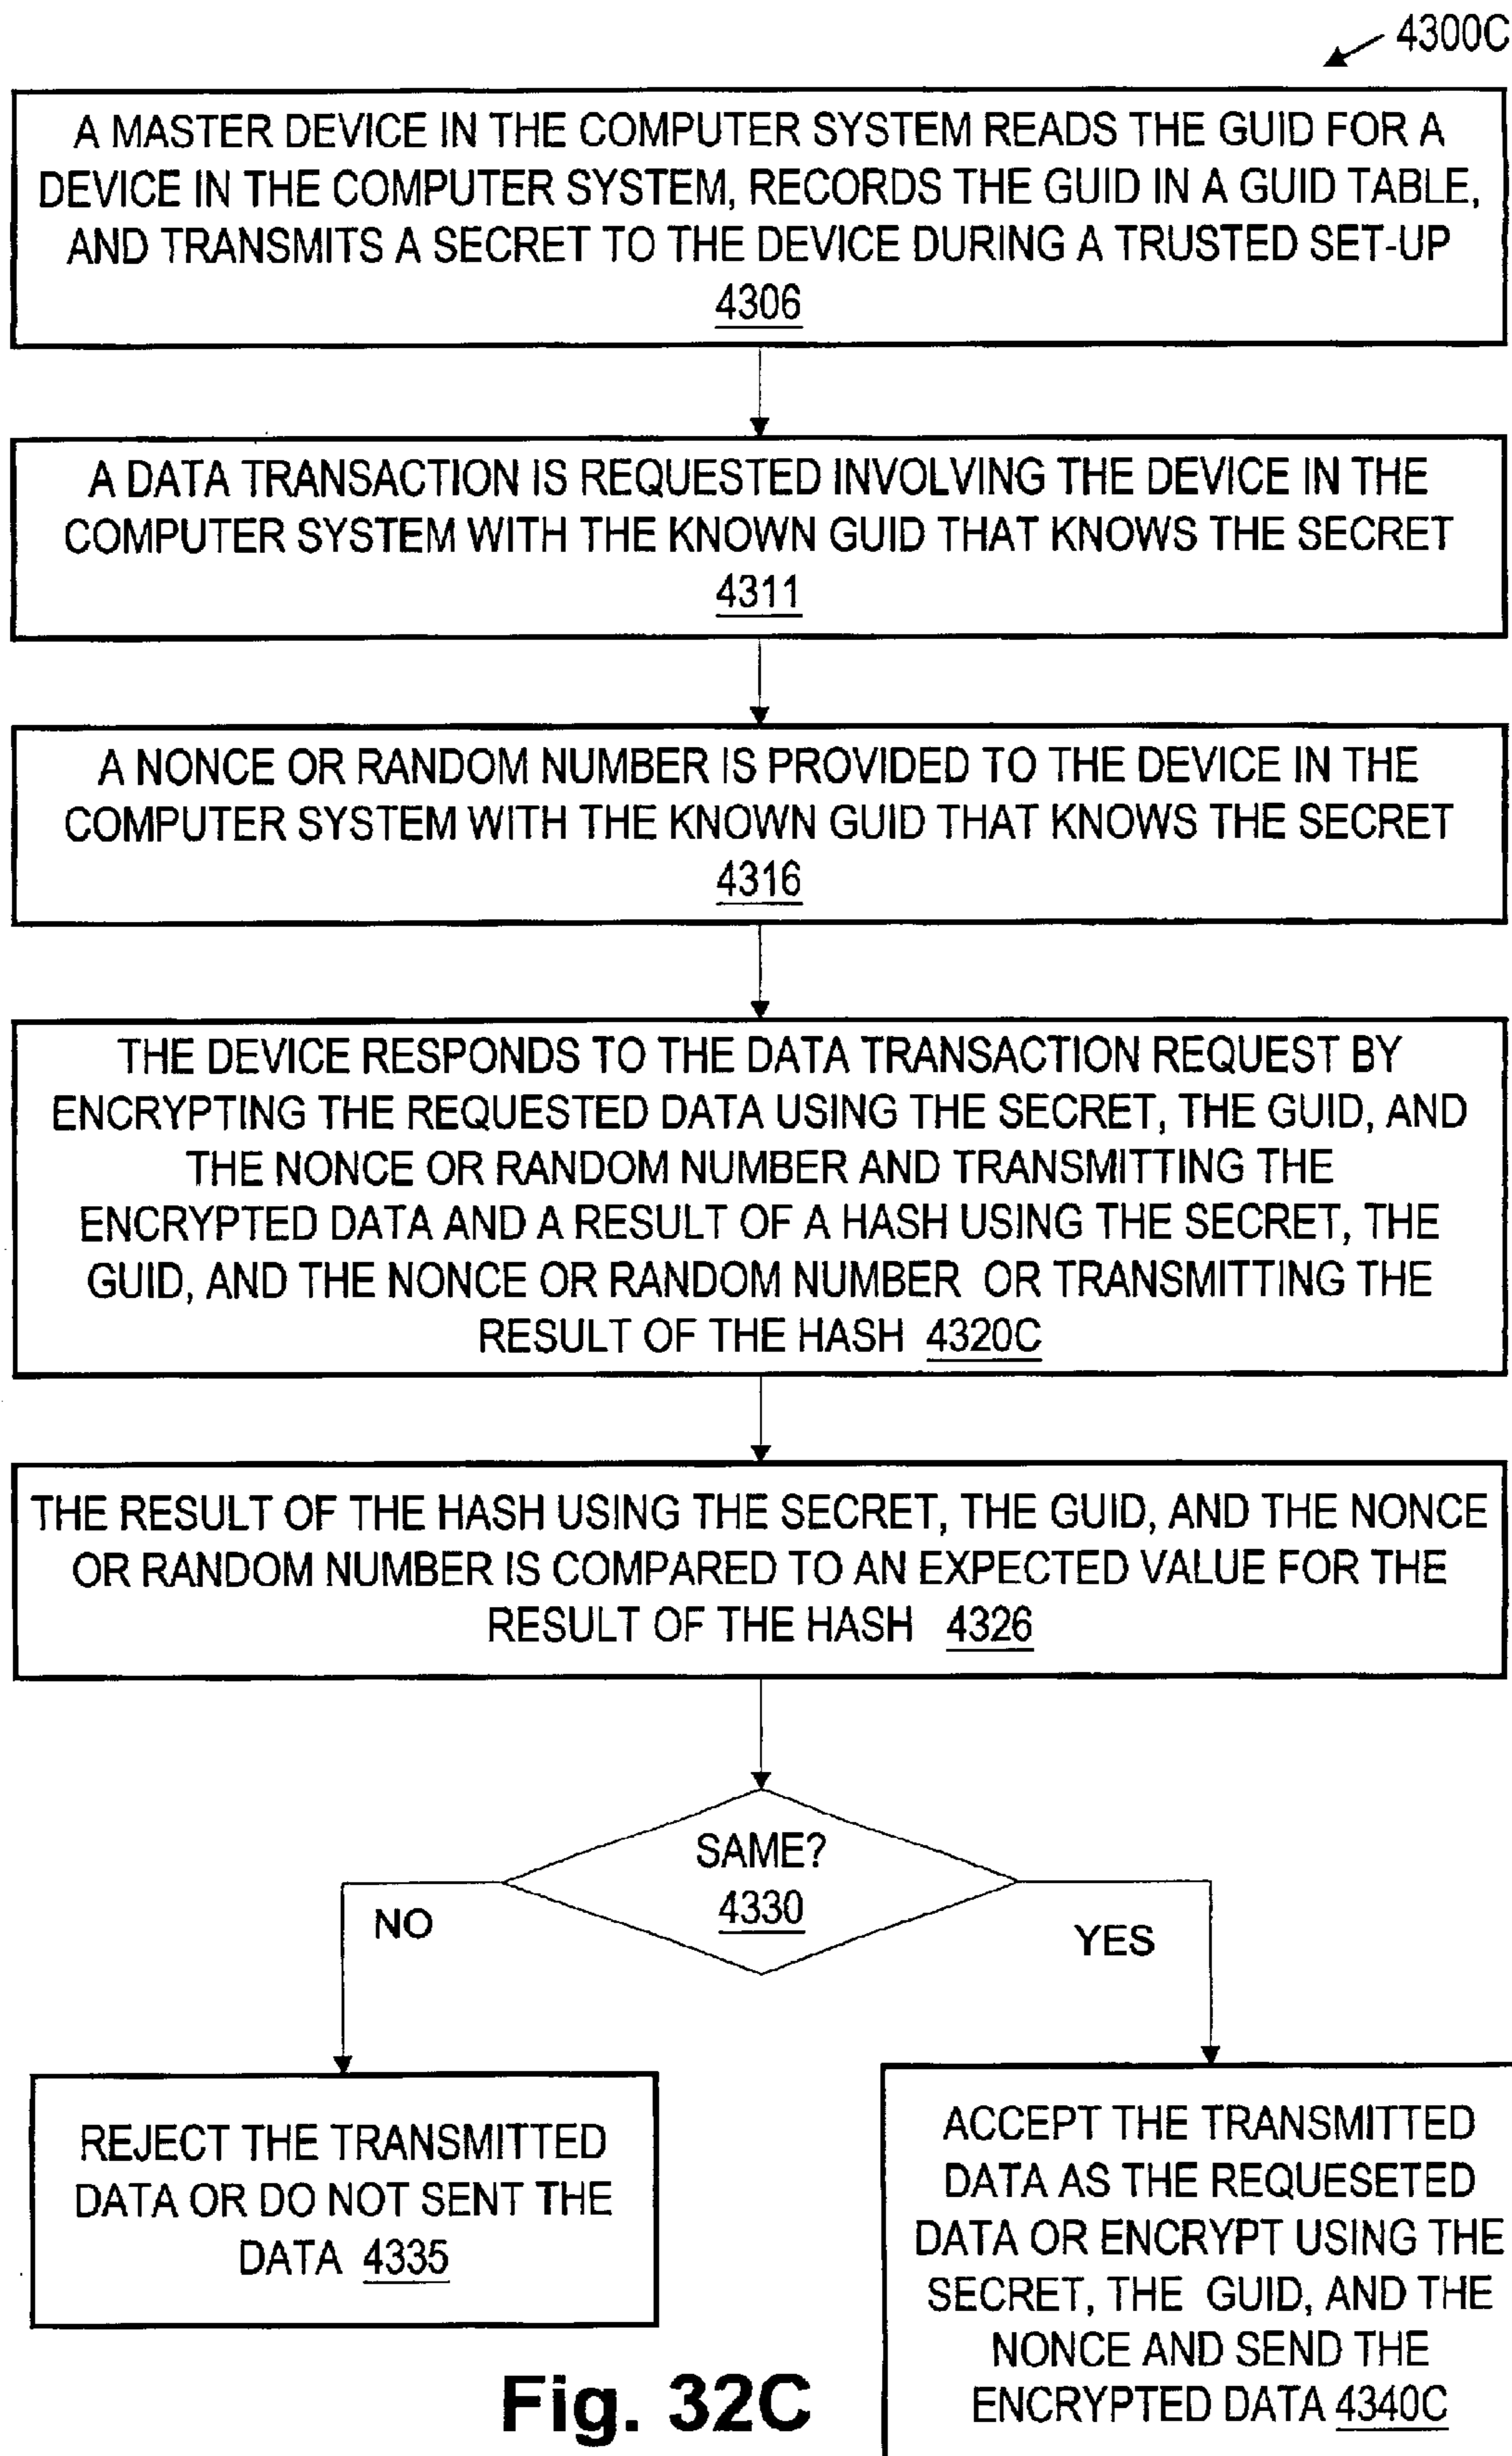 4300C
A MASTER DEVICE IN THE COMPUTER SYSTEM READS THE GUID FOR A
DEVICE IN THE COMPUTER SYSTEM, RECORDS THE GUID IN A GUID TABLE,
AND TRANSMITS A SECRET TO THE DEVICE DURING A TRUSTED SET-UP
4306
A DATA TRANSACTION IS REQUESTED INVOLVING THE DEVICE IN THE
COMPUTER SYSTEM WITH THE KNOWN GUID THAT KNOWS THE SECRET
4311
A NONCE OR RANDOM NUMBER IS PROVIDED TO THE DEVICE IN THE
COMPUTER SYSTEM WITH THE KNOWN GUID THAT KNOWS THE SECRET
4316
THE DEVICE RESPONDS TO THE DATA TRANSACTION REQUEST BY
ENCRYPTING THE REQUESTED DATA USING THE SECRET, THE GUID, AND
THE NONCE OR RANDOM NUMBER AND TRANSMITTING THE
ENCRYPTED DATA AND A RESULT OF A HASH USING THE SECRET, THE
GUID, AND THE NONCE OR RANDOM NUMBER OR TRANSMITTING THE
RESULT OF THE HASH 4320C
THE RESULT OF THE HASH USING THE SECRET, THE GUID, AND THE NONCE
OR RANDOM NUMBER IS COMPARED TO AN EXPECTED VALUE FOR THE
RESULT OF THE HASH 4326
SAME?
4330
NO
YES
REJECT THE TRANSMITTED
DATA OR DO NOT SENT THE
DATA 4335
ACCEPT THE TRANSMITTED
DATA AS THE REQUESETED
DATA OR ENCRYPT USING THE
SECRET, THE GUID, AND THE
NONCE AND SEND THE
ENCRYPTED DATA 4340C
Fig. 32C